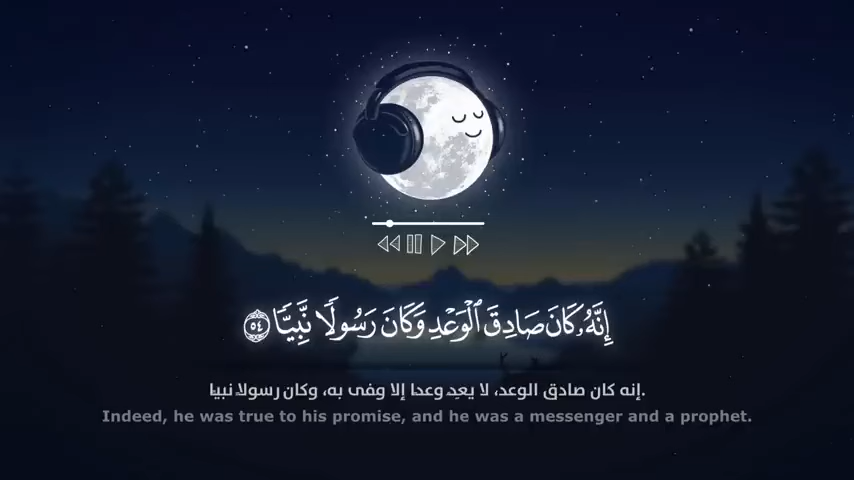 إِنَّهُۥ كَانَ صَادِقَ ٱلْوَعْدِ وَكَانَ رَسُولًا نَّبِيًّا ٥٤
إنه كان صادق الوعد، لا يعِد وعدا إلا وفى به، وكان رسولا نبيا.
Indeed, he was true to his promise, and he was a messenger and a prophet.